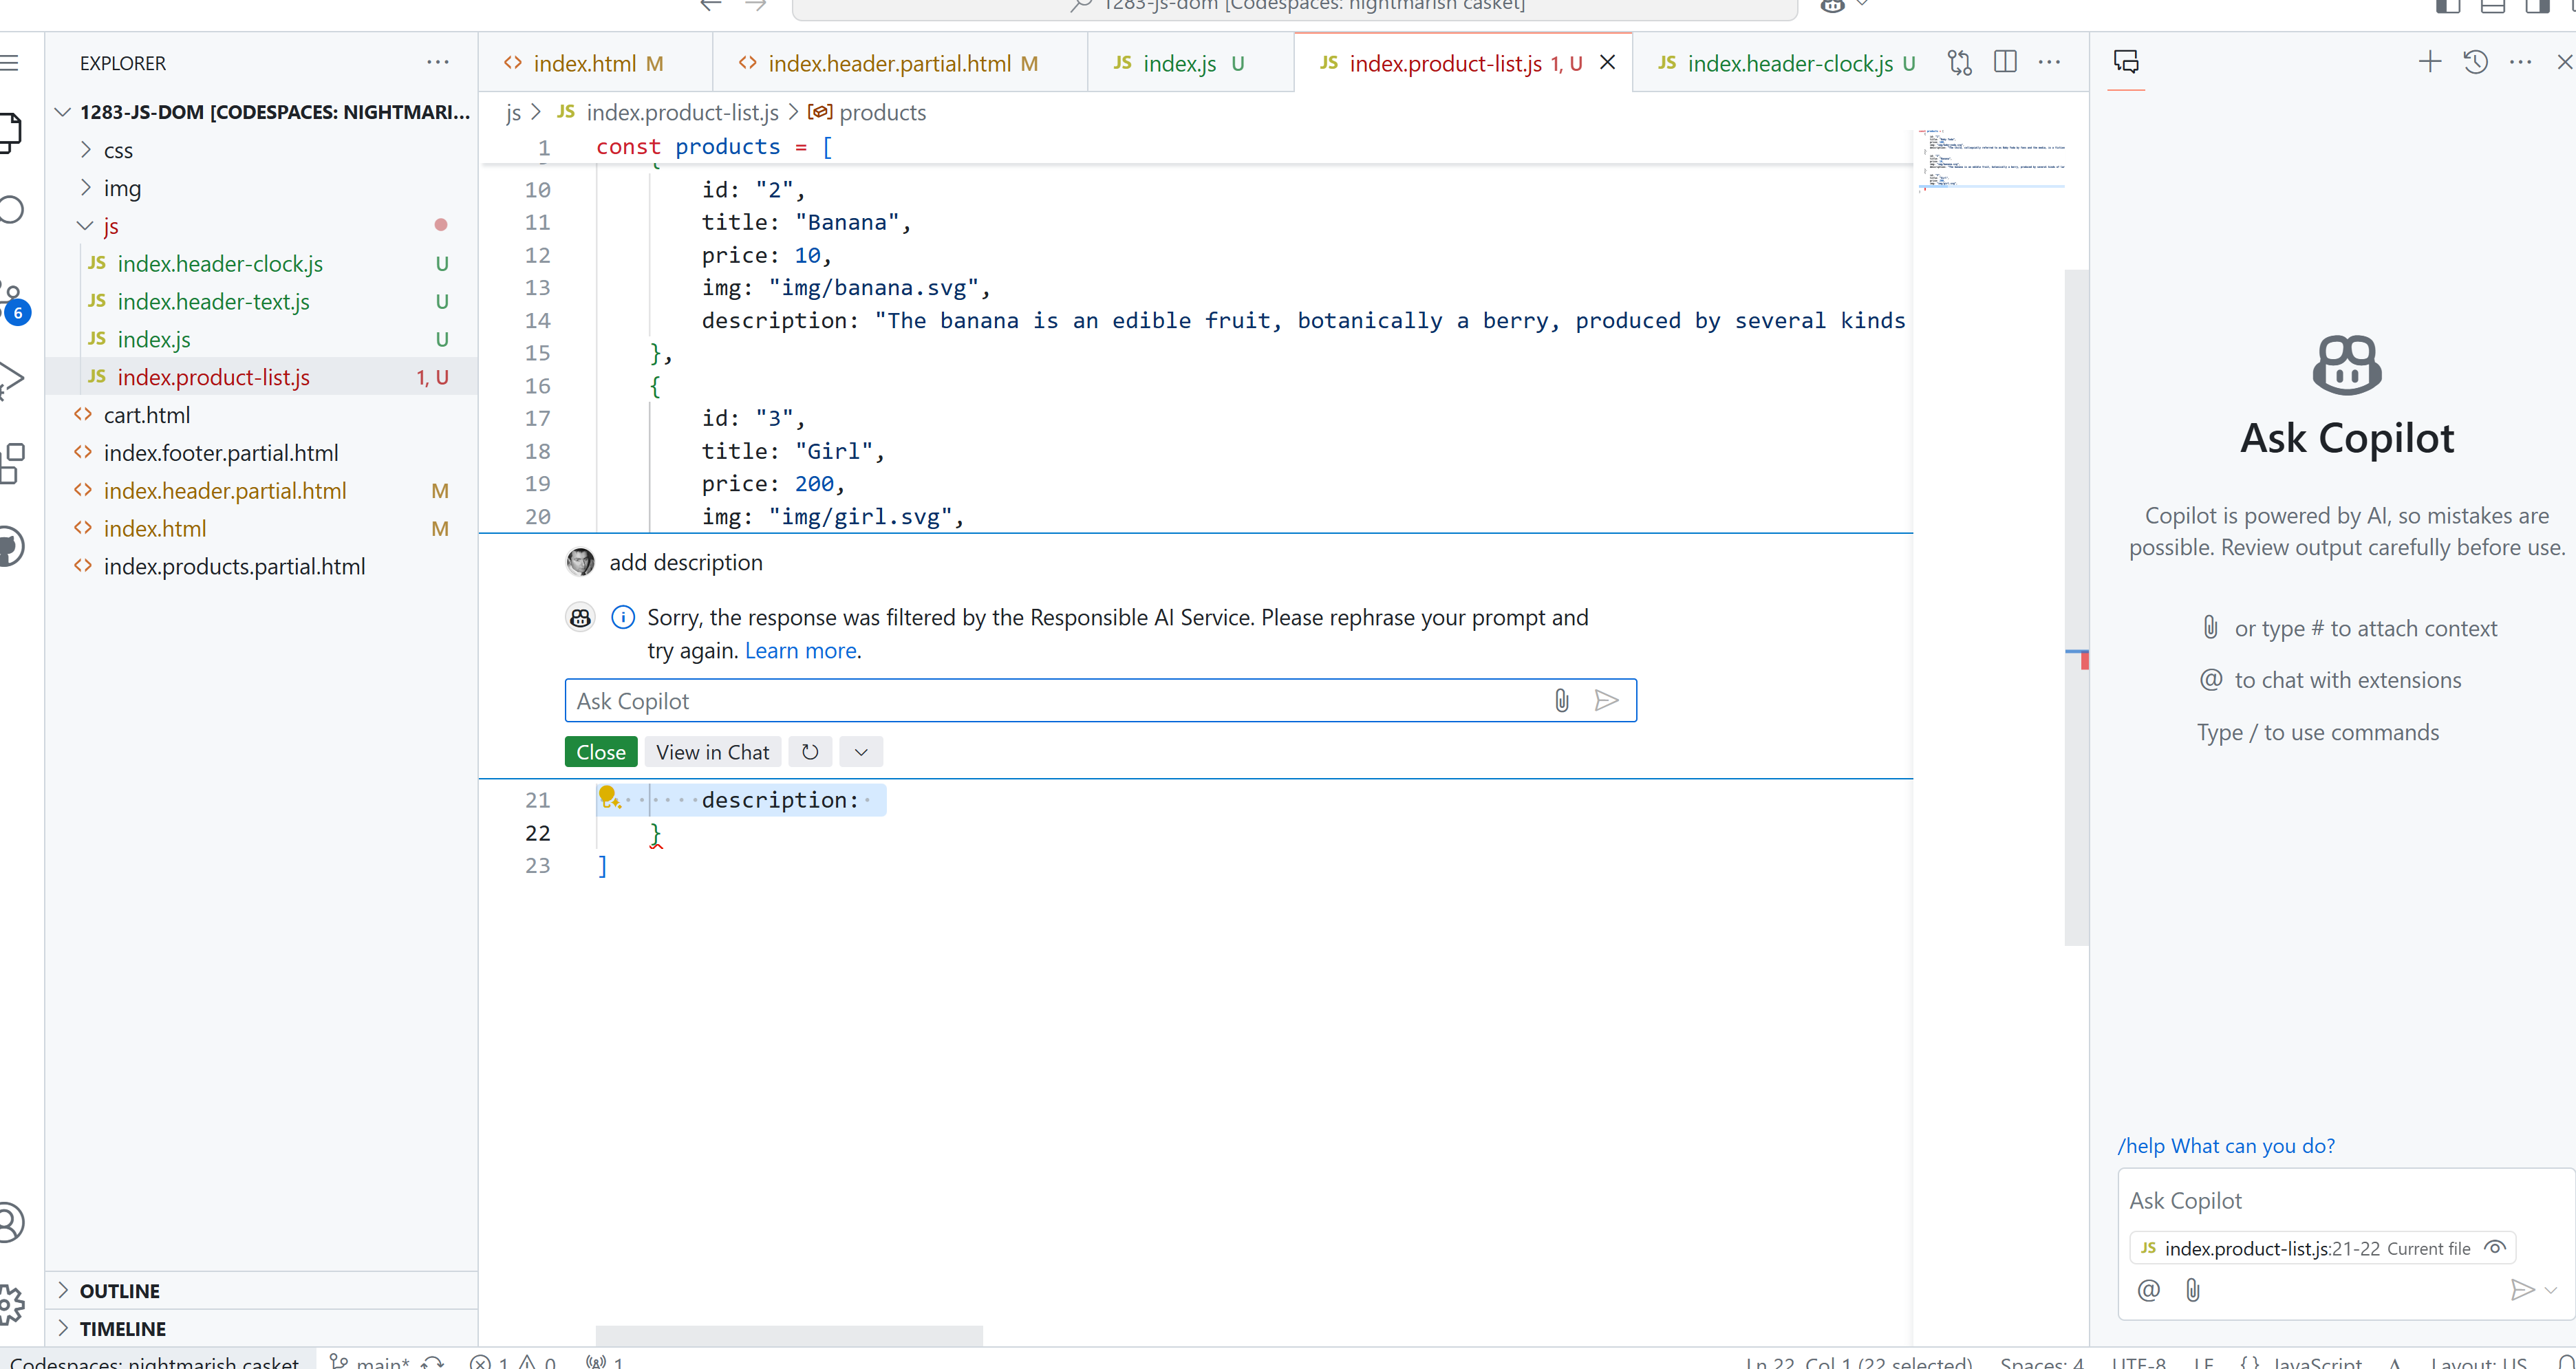 1283-js-dom [Codespaces: nightmarish casket]
EXPLORER
1283-JS-DOM [CODESPACES: NIGHTMARI...
css
img
js
JS index.header-clock.js U
JS index.header-text.js U
JS index.js U
JS index.product-list.js 1, U
cart.html
index.footer.partial.html
index.header.partial.html M
index.html M
index.products.partial.html
6
OUTLINE
TIMELINE
index.html M
index.header.partial.html M
JS index.js U
JS index.product-list.js 1, U
JS index.header-clock.js U
js > JS index.product-list.js > products
1 const products = [
10 id: "2",
11 title: "Banana",
12 price: 10,
13 img: "img/banana.svg",
14 description: "The banana is an edible fruit, botanically a berry, produced by several kinds
15 },
16 {
17 id: "3",
18 title: "Girl",
19 price: 200,
20 img: "img/girl.svg",
add description
Sorry, the response was filtered by the Responsible AI Service. Please rephrase your prompt and
try again. Learn more.
Ask Copilot
Close View in Chat
21 description:
22 }
23 ]
Ask Copilot
Copilot is powered by AI, so mistakes are
possible. Review output carefully before use.
or type # to attach context
@ to chat with extensions
Type / to use commands
/help What can you do?
Ask Copilot
JS index.product-list.js:21-22 Current file
@
Codespaces: nightmarish casket main* 1 0 1 Ln 22, Col 1 (22 selected) Spaces: 4 UTF-8 LF {} JavaScript Layout: US